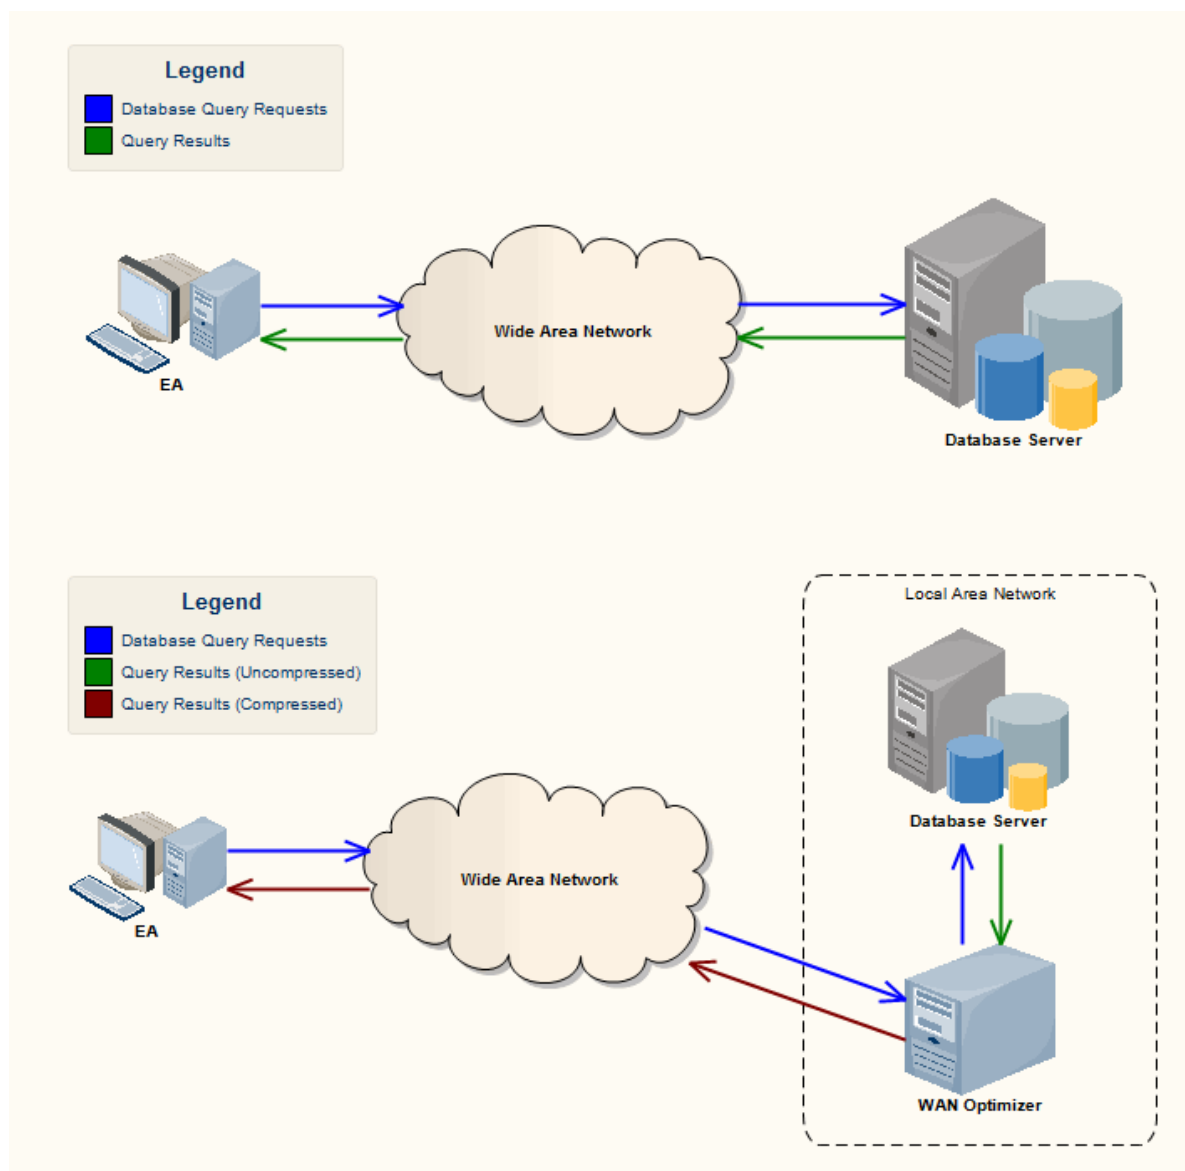 Legend
Database Query Requests
Query Results
Wide Area Network
EA
Database Server
Legend
Database Query Requests
Query Results (Uncompressed)
Query Results (Compressed)
Local Area Network
Database Server
Wide Area Network
EA
WAN Optimizer